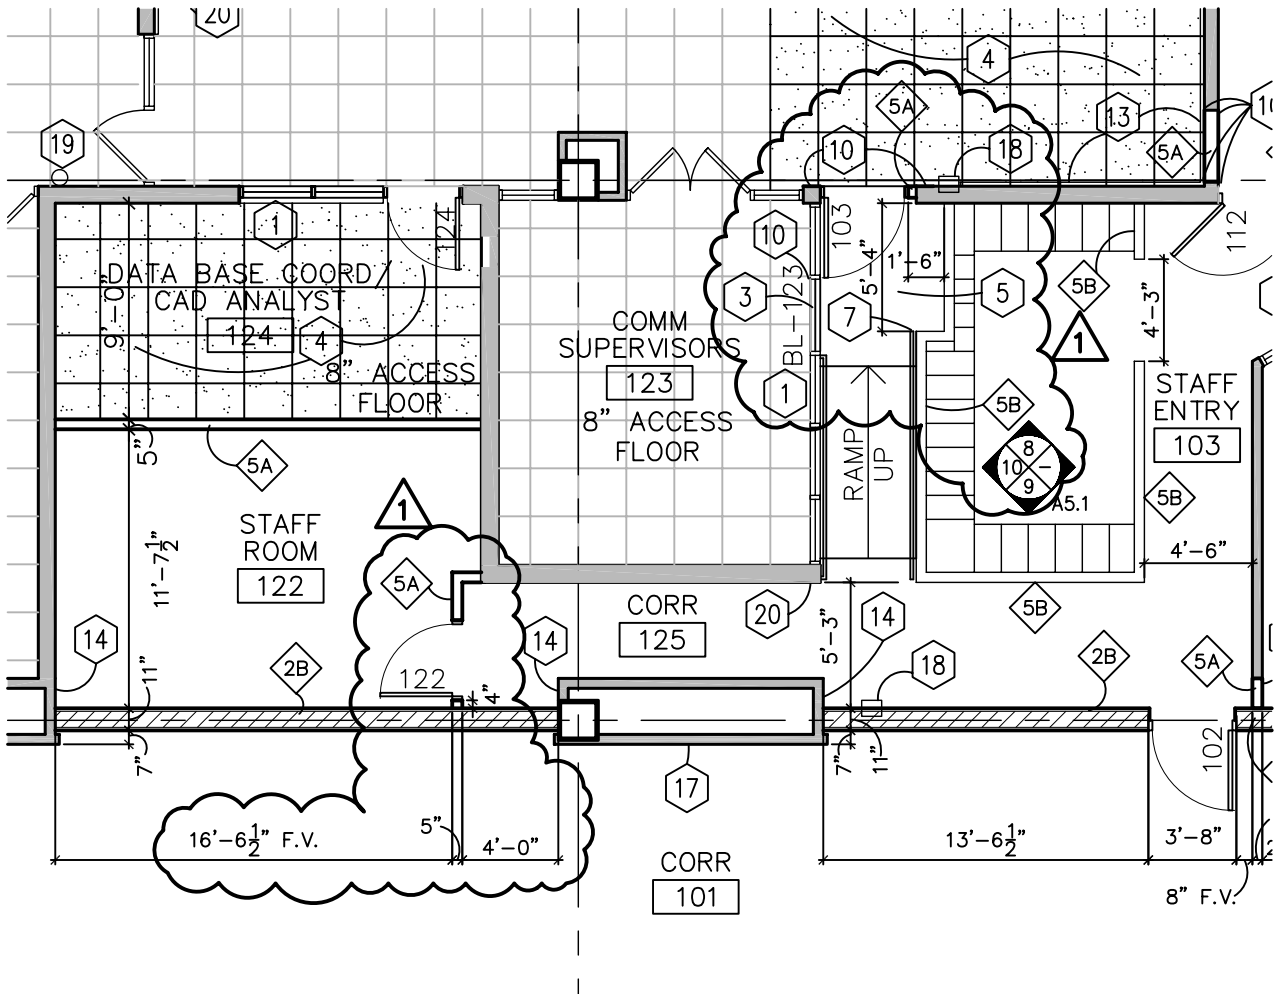 20
4
19
5A
13
10
18
5A
10
1
124
10
103
112
DATA BASE COORD/
CAD ANALYST
124
4
9'-0"
8" ACCESS
FLOOR
COMM
SUPERVISORS
123
8" ACCESS
FLOOR
3
BL-123
7
5'-4"
1'-6"
5
5B
1
4'-3"
1
5B
STAFF
ENTRY
103
5"
5A
RAMP
UP
8
10
-
9
A5.1
5B
1
STAFF
ROOM
122
11'-7 1/2"
5A
4'-6"
CORR
125
20
5'-3"
14
5B
14
14
2B
122
4"
18
2B
5A
11"
7"
7"
11"
102
17
16'-6 1/2" F.V.
5"
4'-0"
13'-6 1/2"
3'-8"
CORR
101
8" F.V.